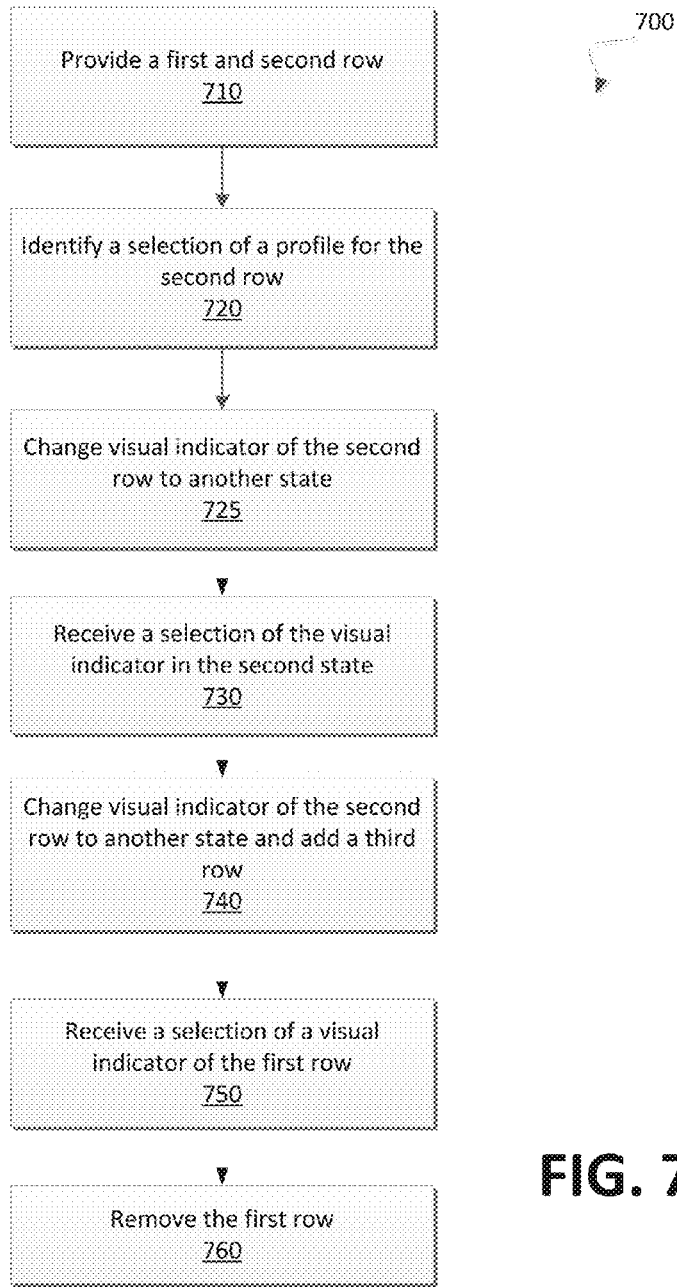 700
Provide a first and second row
710
Identify a selection of a profile for the
second row
720
Change visual indicator of the second
row to another state
725
Receive a selection of the visual
indicator in the second state
730
Change visual indicator of the second
row to another state and add a third
row
740
Receive a selection of a visual
indicator of the first row
750
Remove the first row
760
FIG. 7